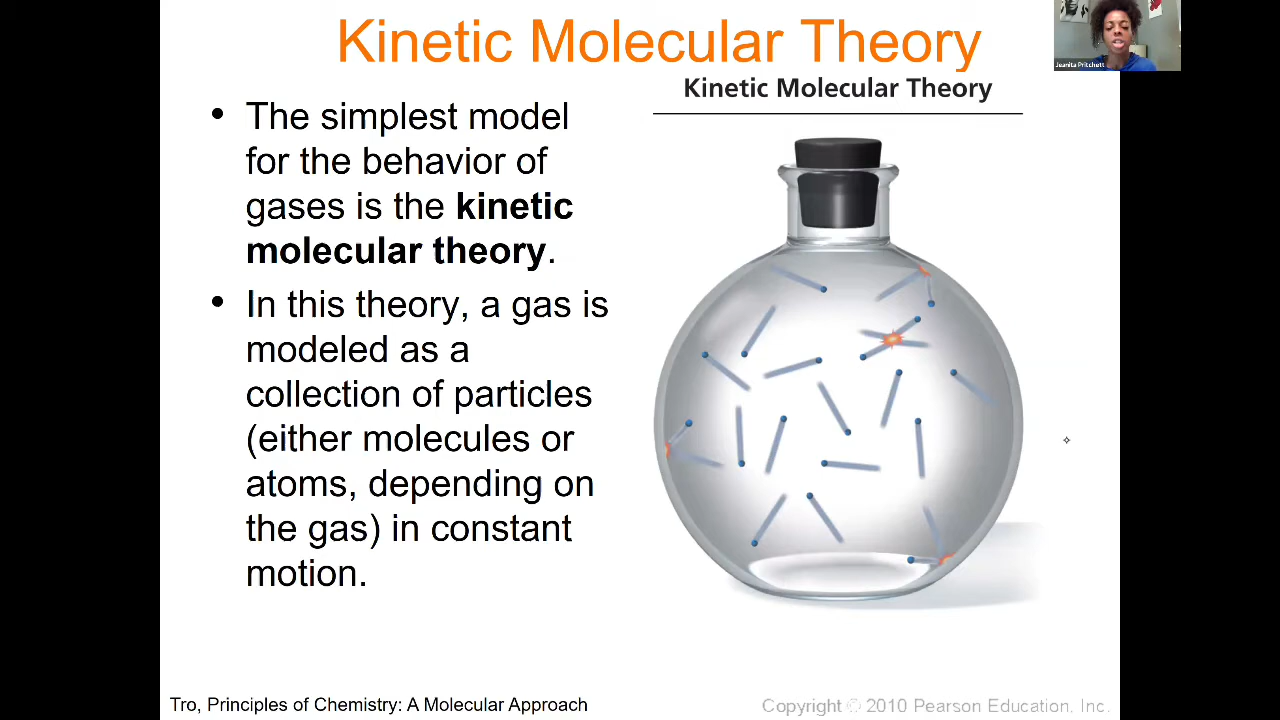 Kinetic Molecular Theory
Jeanita Pritchett
Kinetic Molecular Theory
• The simplest model
for the behavior of
gases is the kinetic
molecular theory.
• In this theory, a gas is
modeled as a
collection of particles
(either molecules or
atoms, depending on
the gas) in constant
motion.
Tro, Principles of Chemistry: A Molecular Approach
Copyright © 2010 Pearson Education, Inc.